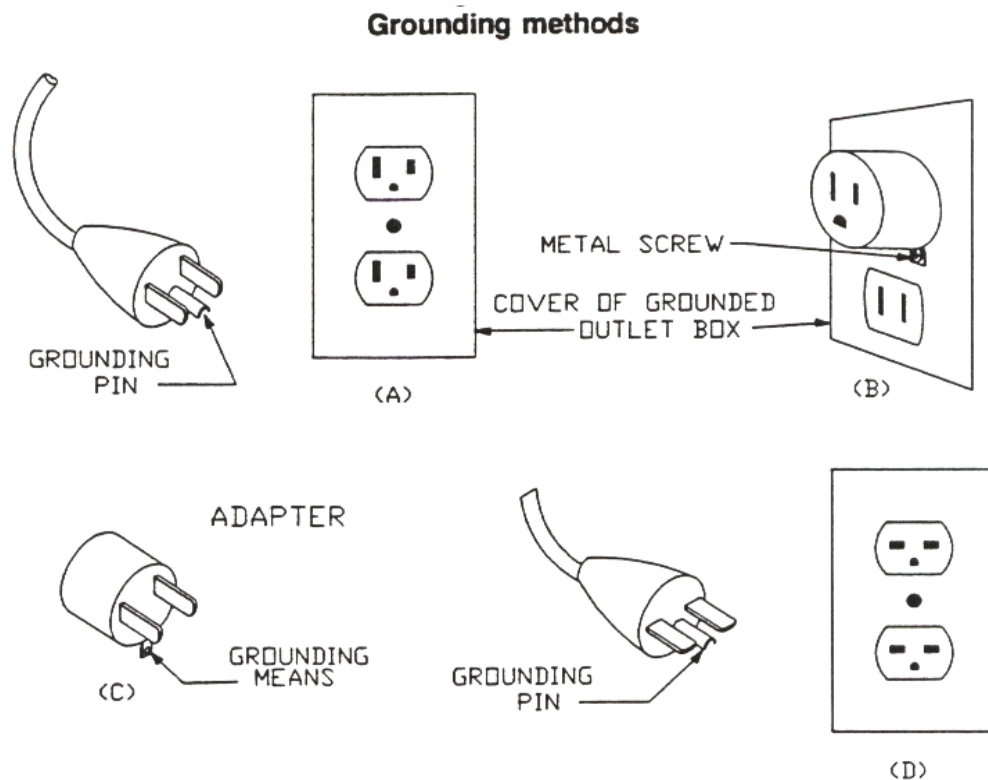 Grounding methods
METAL SCREW
COVER OF GROUNDED
OUTLET BOX
GROUNDING
PIN
(A)
(B)
ADAPTER
GROUNDING
MEANS
(C)
GROUNDING
PIN
(D)